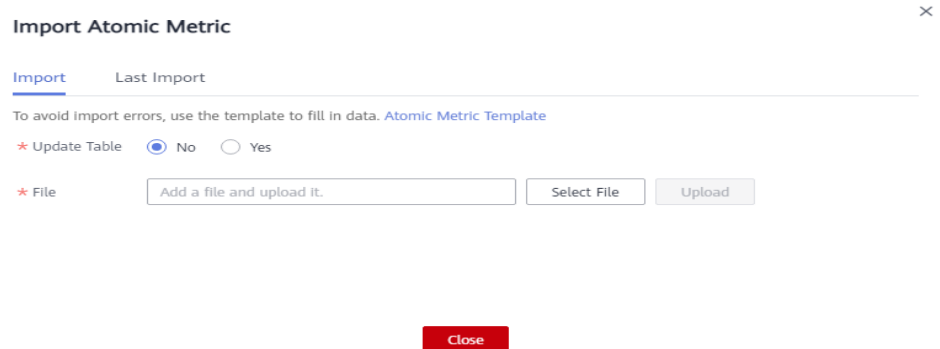 Import Atomic Metric
Import Last Import
To avoid import errors, use the template to fill in data. Atomic Metric Template
* Update Table No Yes
* File Add a file and upload it. Select File Upload
Close